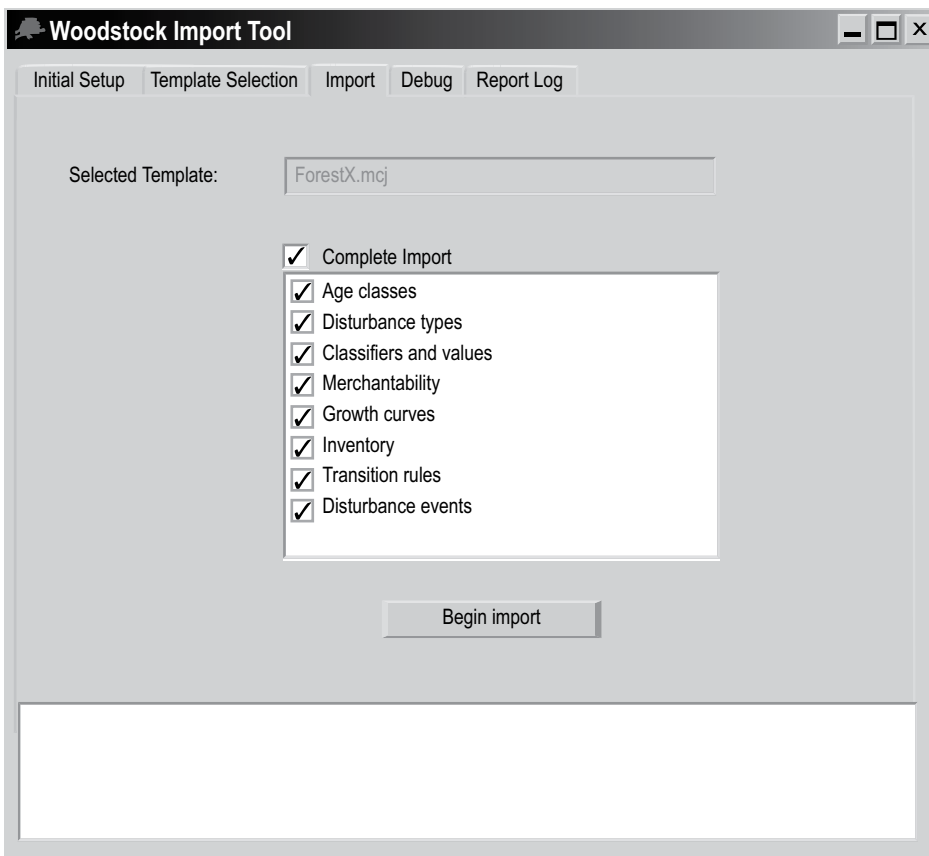 Woodstock Import Tool
Initial Setup Template Selection Import Debug Report Log
Selected Template: ForestX.mcj
Complete Import
Age classes
Disturbance types
Classifiers and values
Merchantability
Growth curves
Inventory
Transition rules
Disturbance events
Begin import